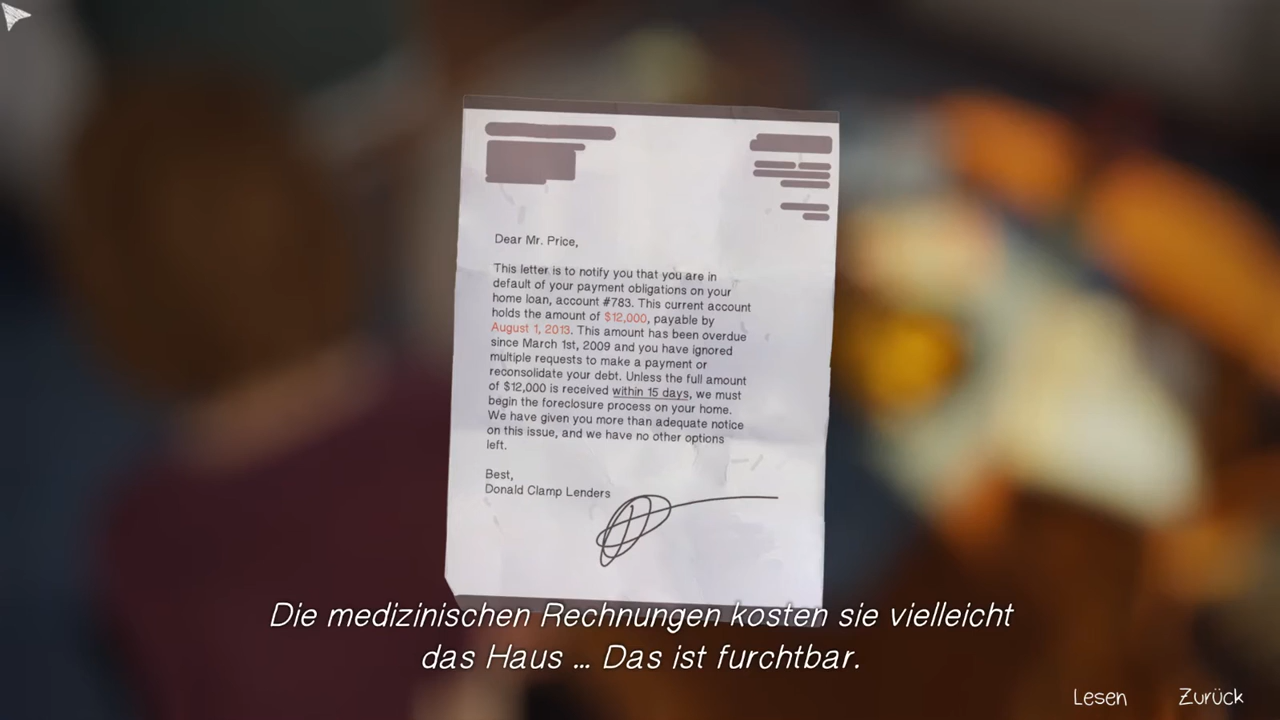 Dear Mr. Price,
This letter is to notify you that you are in
default of your payment obligations on your
home loan, account #783. This current account
holds the amount of $12,000, payable by
August 1, 2013. This amount has been overdue
since March 1st, 2009 and you have ignored
multiple requests to make a payment or
reconsolidate your debt. Unless the full amount
of $12,000 is received within 15 days, we must
begin the foreclosure process on your home.
We have given you more than adequate notice
on this issue, and we have no other options
left.
Best,
Donald Clamp Lenders
Die medizinischen Rechnungen kosten sie vielleicht
das Haus ... Das ist furchtbar.
Lesen Zurück